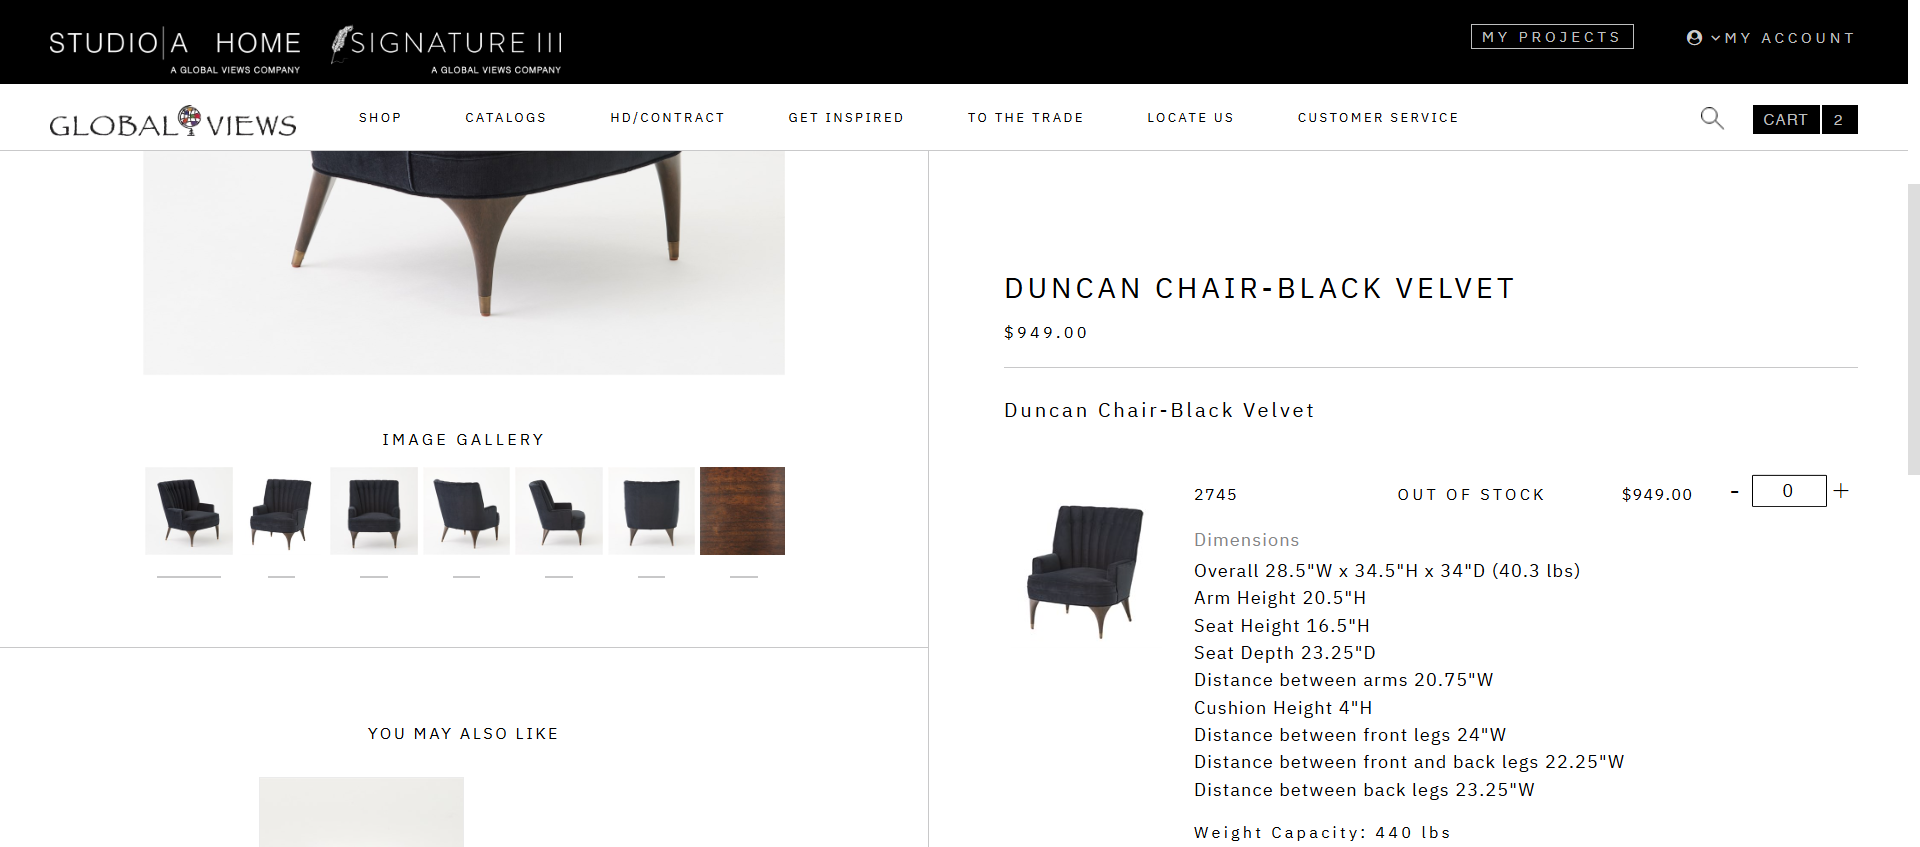 STUDIO|A HOME
A GLOBAL VIEWS COMPANY
SIGNATURE III
A GLOBAL VIEWS COMPANY
MY PROJECTS
MY ACCOUNT
GLOBAL VIEWS
SHOP
CATALOGS
HD/CONTRACT
GET INSPIRED
TO THE TRADE
LOCATE US
CUSTOMER SERVICE
CART 2
IMAGE GALLERY
YOU MAY ALSO LIKE
DUNCAN CHAIR-BLACK VELVET
$949.00
Duncan Chair-Black Velvet
2745 OUT OF STOCK $949.00 - 0 +
Dimensions
Overall 28.5"W x 34.5"H x 34"D (40.3 lbs)
Arm Height 20.5"H
Seat Height 16.5"H
Seat Depth 23.25"D
Distance between arms 20.75"W
Cushion Height 4"H
Distance between front legs 24"W
Distance between front and back legs 22.25"W
Distance between back legs 23.25"W
Weight Capacity: 440 lbs